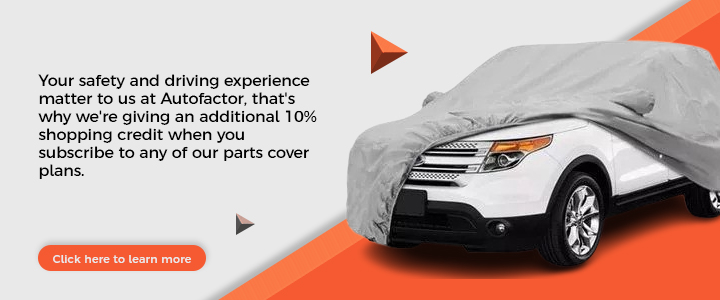 Your safety and driving experience
matter to us at Autofactor, that's
why we're giving an additional 10%
shopping credit when you
subscribe to any of our parts cover
plans.
Click here to learn more